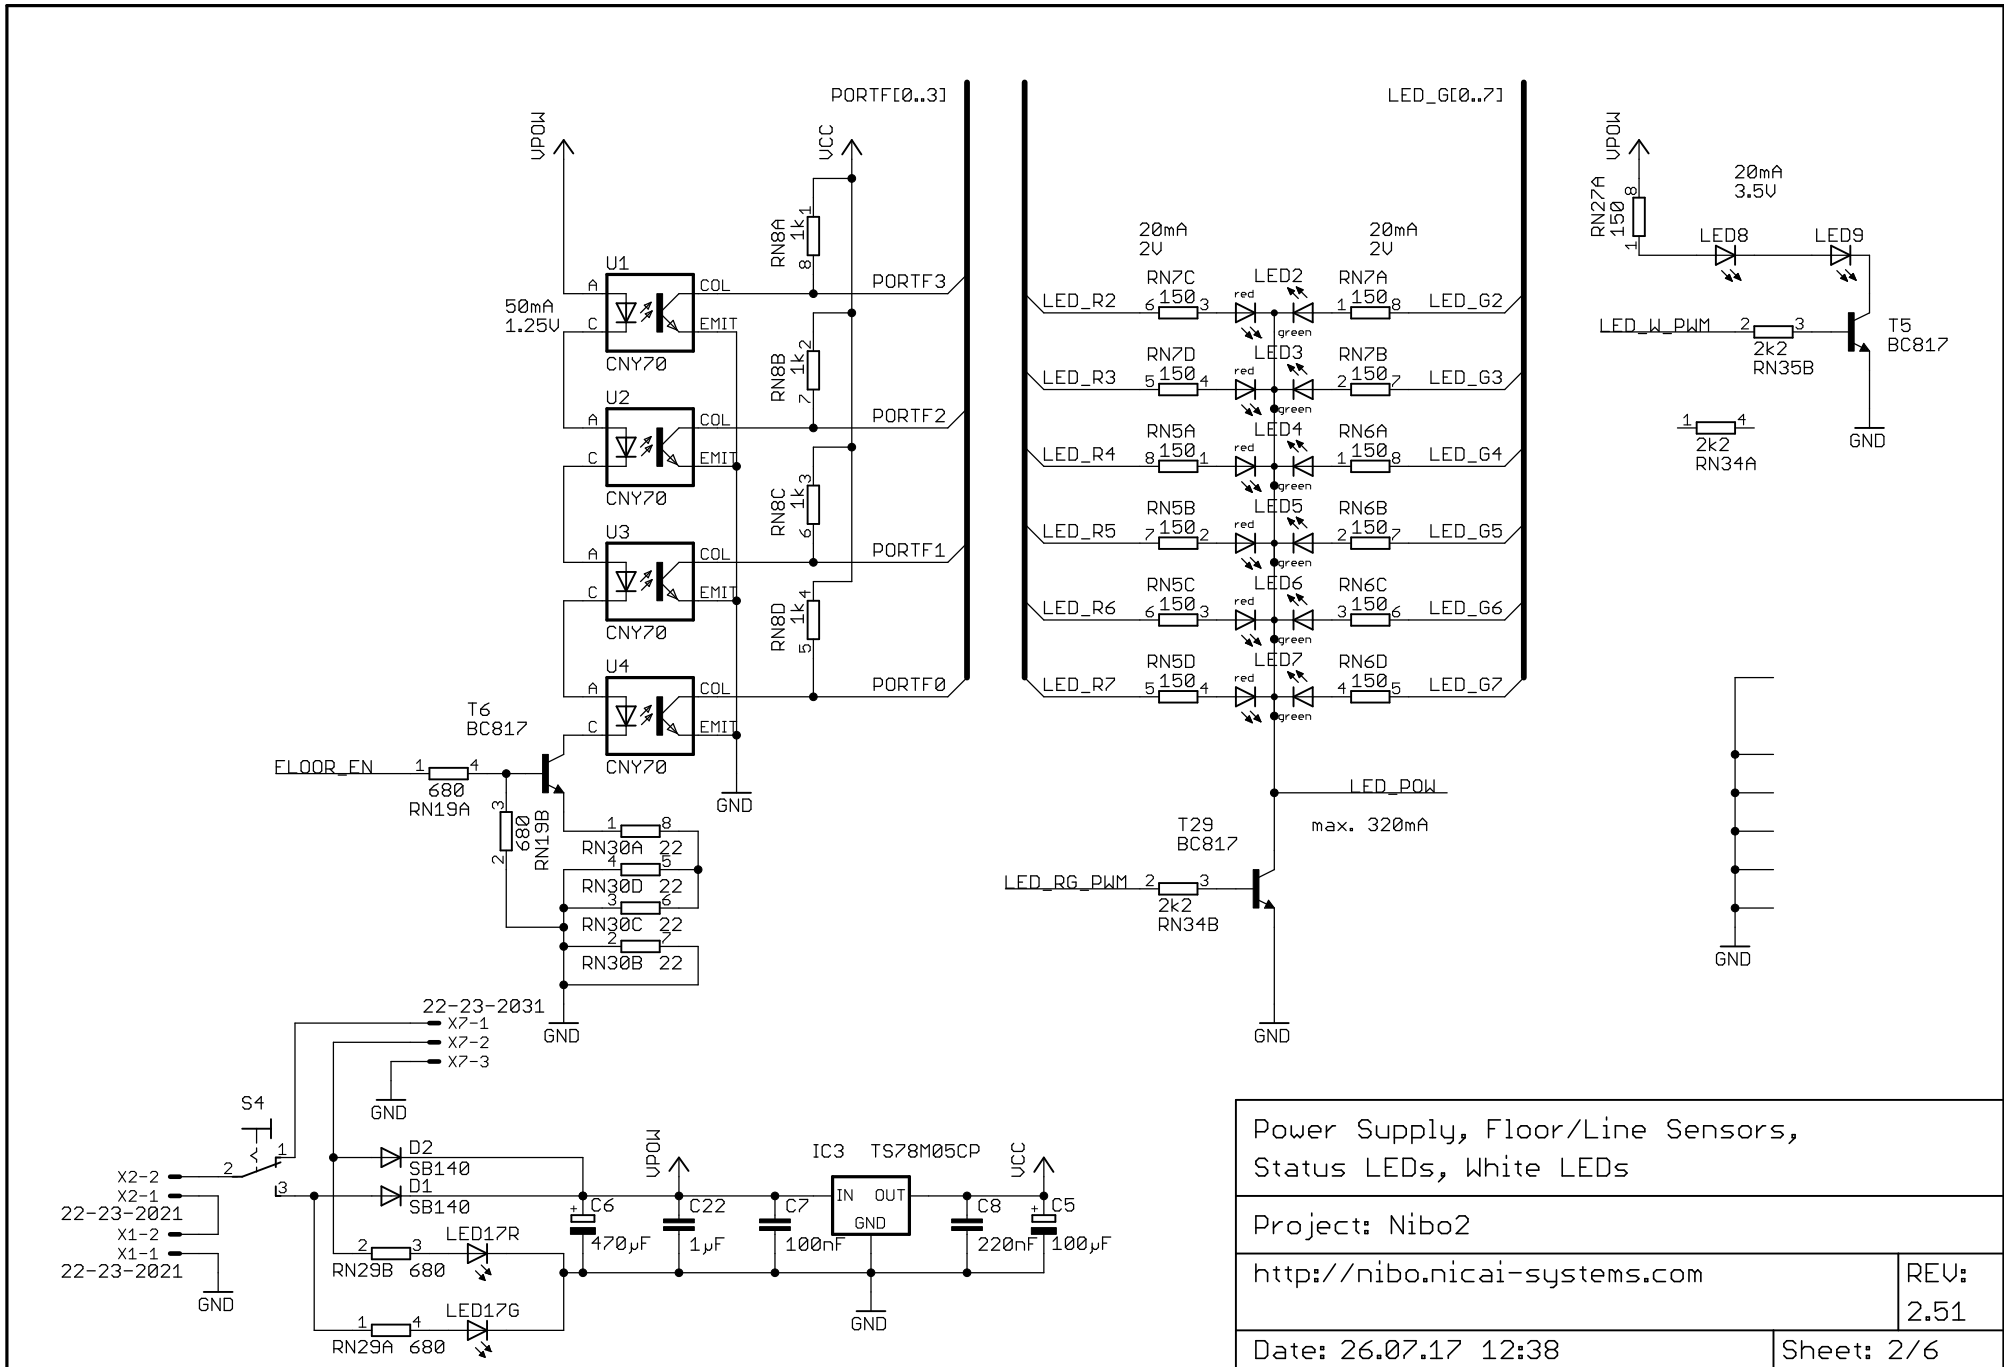 PORTF[0..3]
LED_G[0..7]
VPOW
VCC
VPOW
20mA
3.5V
RN27A
150
8
1
LED8
LED9
LED_W_PWM
2
3
2k2
RN35B
T5
BC817
GND
1
4
2k2
RN34A
RN8A
1k
1
8
U1
A
COL
PORTF3
50mA
1.25V
C
EMIT
CNY70
RN8B
1k
2
7
U2
A
COL
PORTF2
C
EMIT
CNY70
RN8C
1k
3
6
U3
A
COL
PORTF1
C
EMIT
CNY70
RN8D
1k
4
5
U4
A
COL
PORTF0
C
EMIT
CNY70
GND
T6
BC817
FLOOR_EN
1
4
680
RN19A
3
680
RN19B
2
1
8
RN30A 22
4
5
RN30D 22
3
6
RN30C 22
2
7
RN30B 22
GND
20mA
2V
20mA
2V
RN7C
LED2
RN7A
LED_R2
6
150
3
red
green
1
150
8
LED_G2
RN7D
LED3
RN7B
LED_R3
5
150
4
red
green
2
150
7
LED_G3
RN5A
LED4
RN6A
LED_R4
8
150
1
red
green
1
150
8
LED_G4
RN5B
LED5
RN6B
LED_R5
7
150
2
red
green
2
150
7
LED_G5
RN5C
LED6
RN6C
LED_R6
6
150
3
red
green
3
150
6
LED_G6
RN5D
LED7
RN6D
LED_R7
5
150
4
red
green
4
150
5
LED_G7
LED_POW
max. 320mA
T29
BC817
LED_RG_PWM
2
3
2k2
RN34B
GND
GND
22-23-2031
X7-1
X7-2
X7-3
GND
S4
1
2
3
X2-2
X2-1
22-23-2021
X1-2
X1-1
22-23-2021
GND
D2
SB140
D1
SB140
LED17R
2
3
RN29B 680
LED17G
1
4
RN29A 680
VPOW
+
C6
470µF
C22
1µF
C7
100nF
IC3 TS78M05CP
IN OUT
GND
VCC
C8
220nF
+
C5
100µF
GND
Power Supply, Floor/Line Sensors,
Status LEDs, White LEDs
Project: Nibo2
http://nibo.nicai-systems.com
REV:
2.51
Date: 26.07.17 12:38
Sheet: 2/6